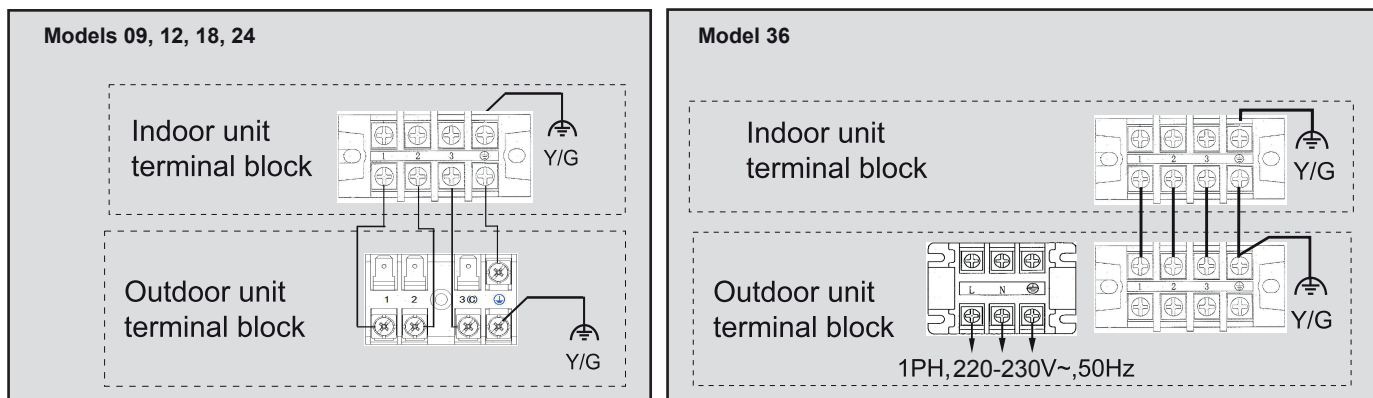 Models 09, 12, 18, 24
Indoor unit
terminal block
1 2 3
Y/G
Outdoor unit
terminal block
1 2 3(C)
Y/G
Model 36
Indoor unit
terminal block
1 2 3
Y/G
Outdoor unit
terminal block
L N
1 2 3
Y/G
1PH,220-230V~,50Hz